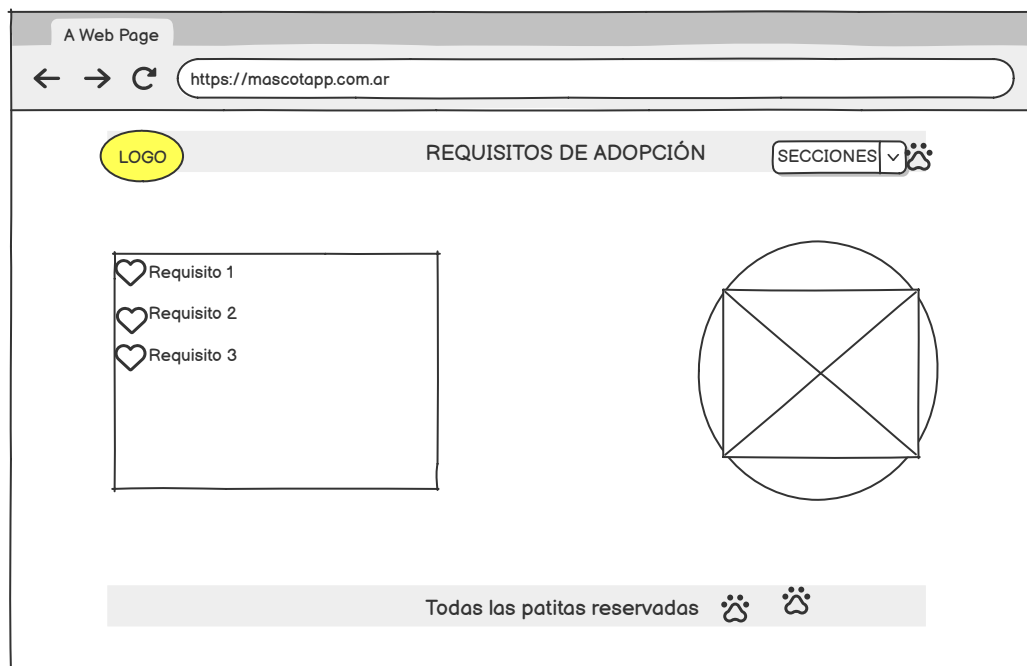 A Web Page
https://mascotapp.com.ar
LOGO
REQUISITOS DE ADOPCIÓN
SECCIONES
Requisito 1
Requisito 2
Requisito 3
Todas las patitas reservadas